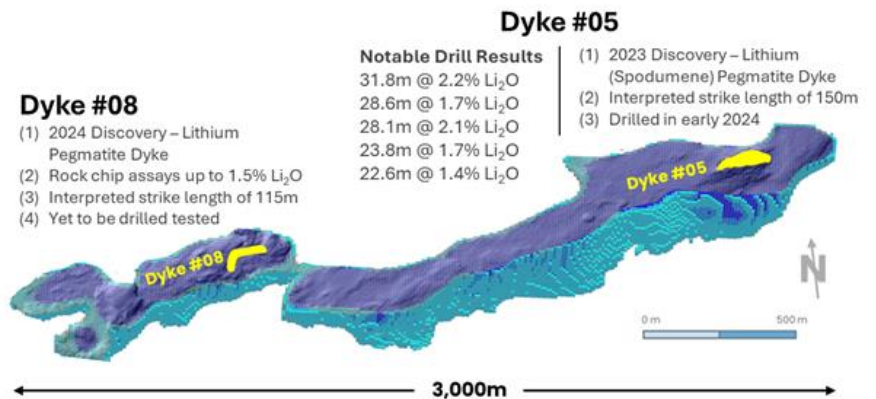 Dyke #05
Notable Drill Results
31.8m @ 2.2% Li₂O
28.6m @ 1.7% Li₂O
28.1m @ 2.1% Li₂O
23.8m @ 1.7% Li₂O
22.6m @ 1.4% Li₂O
(1) 2023 Discovery – Lithium
(Spodumene) Pegmatite Dyke
(2) Interpreted strike length of 150m
(3) Drilled in early 2024
Dyke #08
(1) 2024 Discovery – Lithium
Pegmatite Dyke
(2) Rock chip assays up to 1.5% Li₂O
(3) Interpreted strike length of 115m
(4) Yet to be drilled tested
Dyke #05
Dyke #08
N
0 m 500 m
3,000m